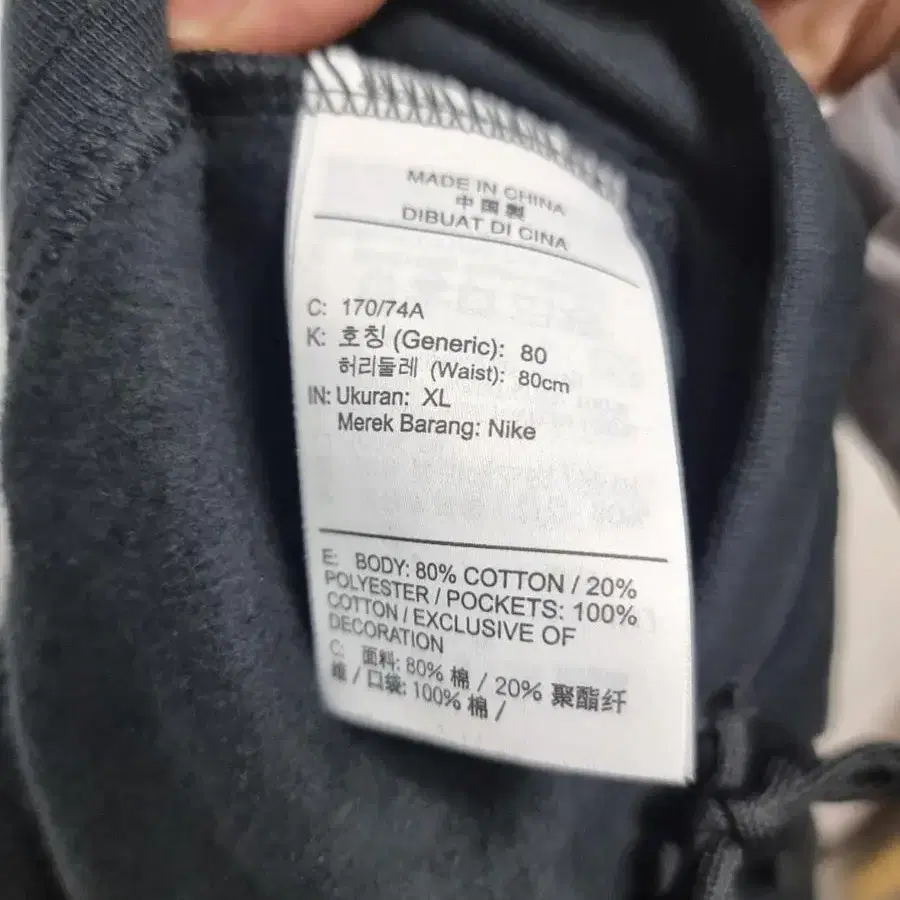 MADE IN CHINA
中国製
DIBUAT DI CINA
C: 170/74A
K: 호칭 (Generic): 80
허리둘레 (Waist): 80cm
IN: Ukuran: XL
Merek Barang: Nike
E: BODY: 80% COTTON / 20%
POLYESTER / POCKETS: 100%
COTTON / EXCLUSIVE OF
DECORATION
C: 面料: 80% 棉 / 20% 聚酯纤
维 / 口袋: 100% 棉 /